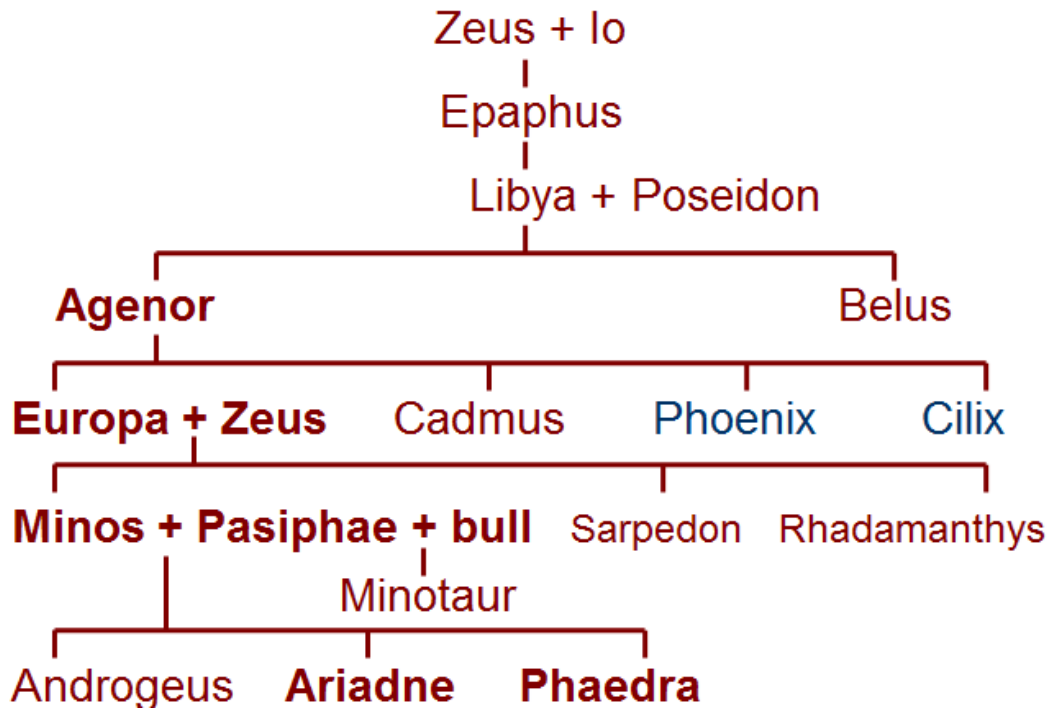 Zeus + Io
Epaphus
Libya + Poseidon
Agenor Belus
Europa + Zeus Cadmus Phoenix Cilix
Minos + Pasiphae + bull Sarpedon Rhadamanthys
Minotaur
Androgeus Ariadne Phaedra